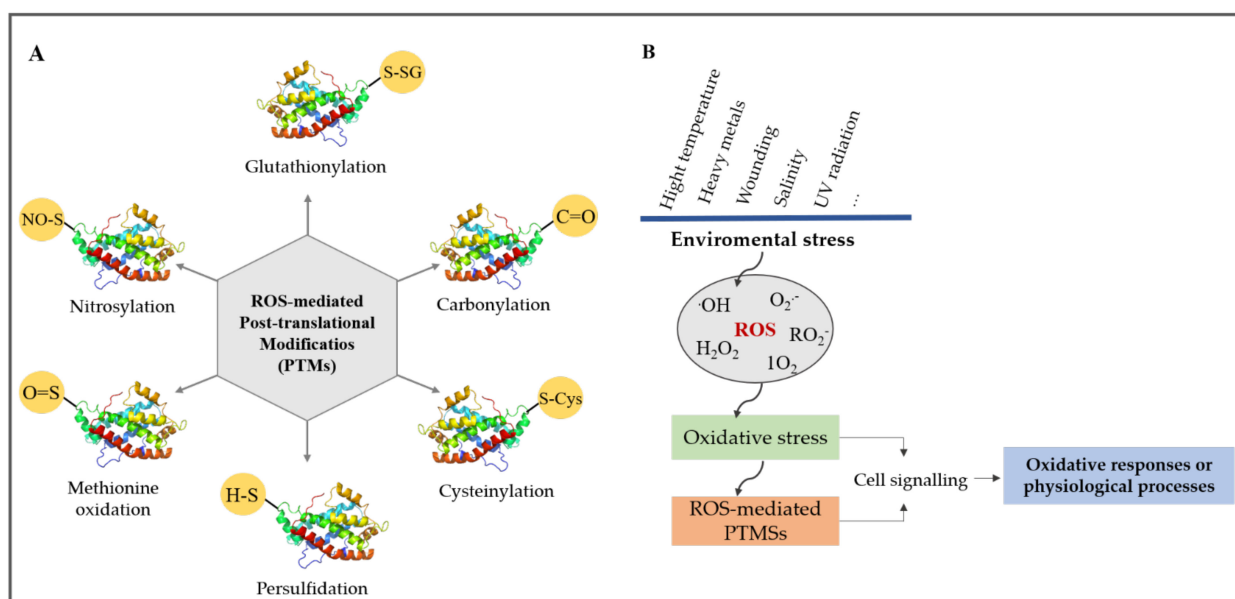 A
S-SG
Glutathionylation
NO-S
Nitrosylation
C=O
Carbonylation
ROS-mediated
Post-translational
Modificatios
(PTMs)
O=S
Methionine
oxidation
S-Cys
Cysteinylation
H-S
Persulfidation
B
Hight temperature
Heavy metals
Wounding
Salinity
UV radiation
...
Enviromental stress
·OH
O₂·⁻
ROS
RO₂⁻
H₂O₂
1O₂
Oxidative stress
Cell signalling
Oxidative responses or
physiological processes
ROS-mediated
PTMSs